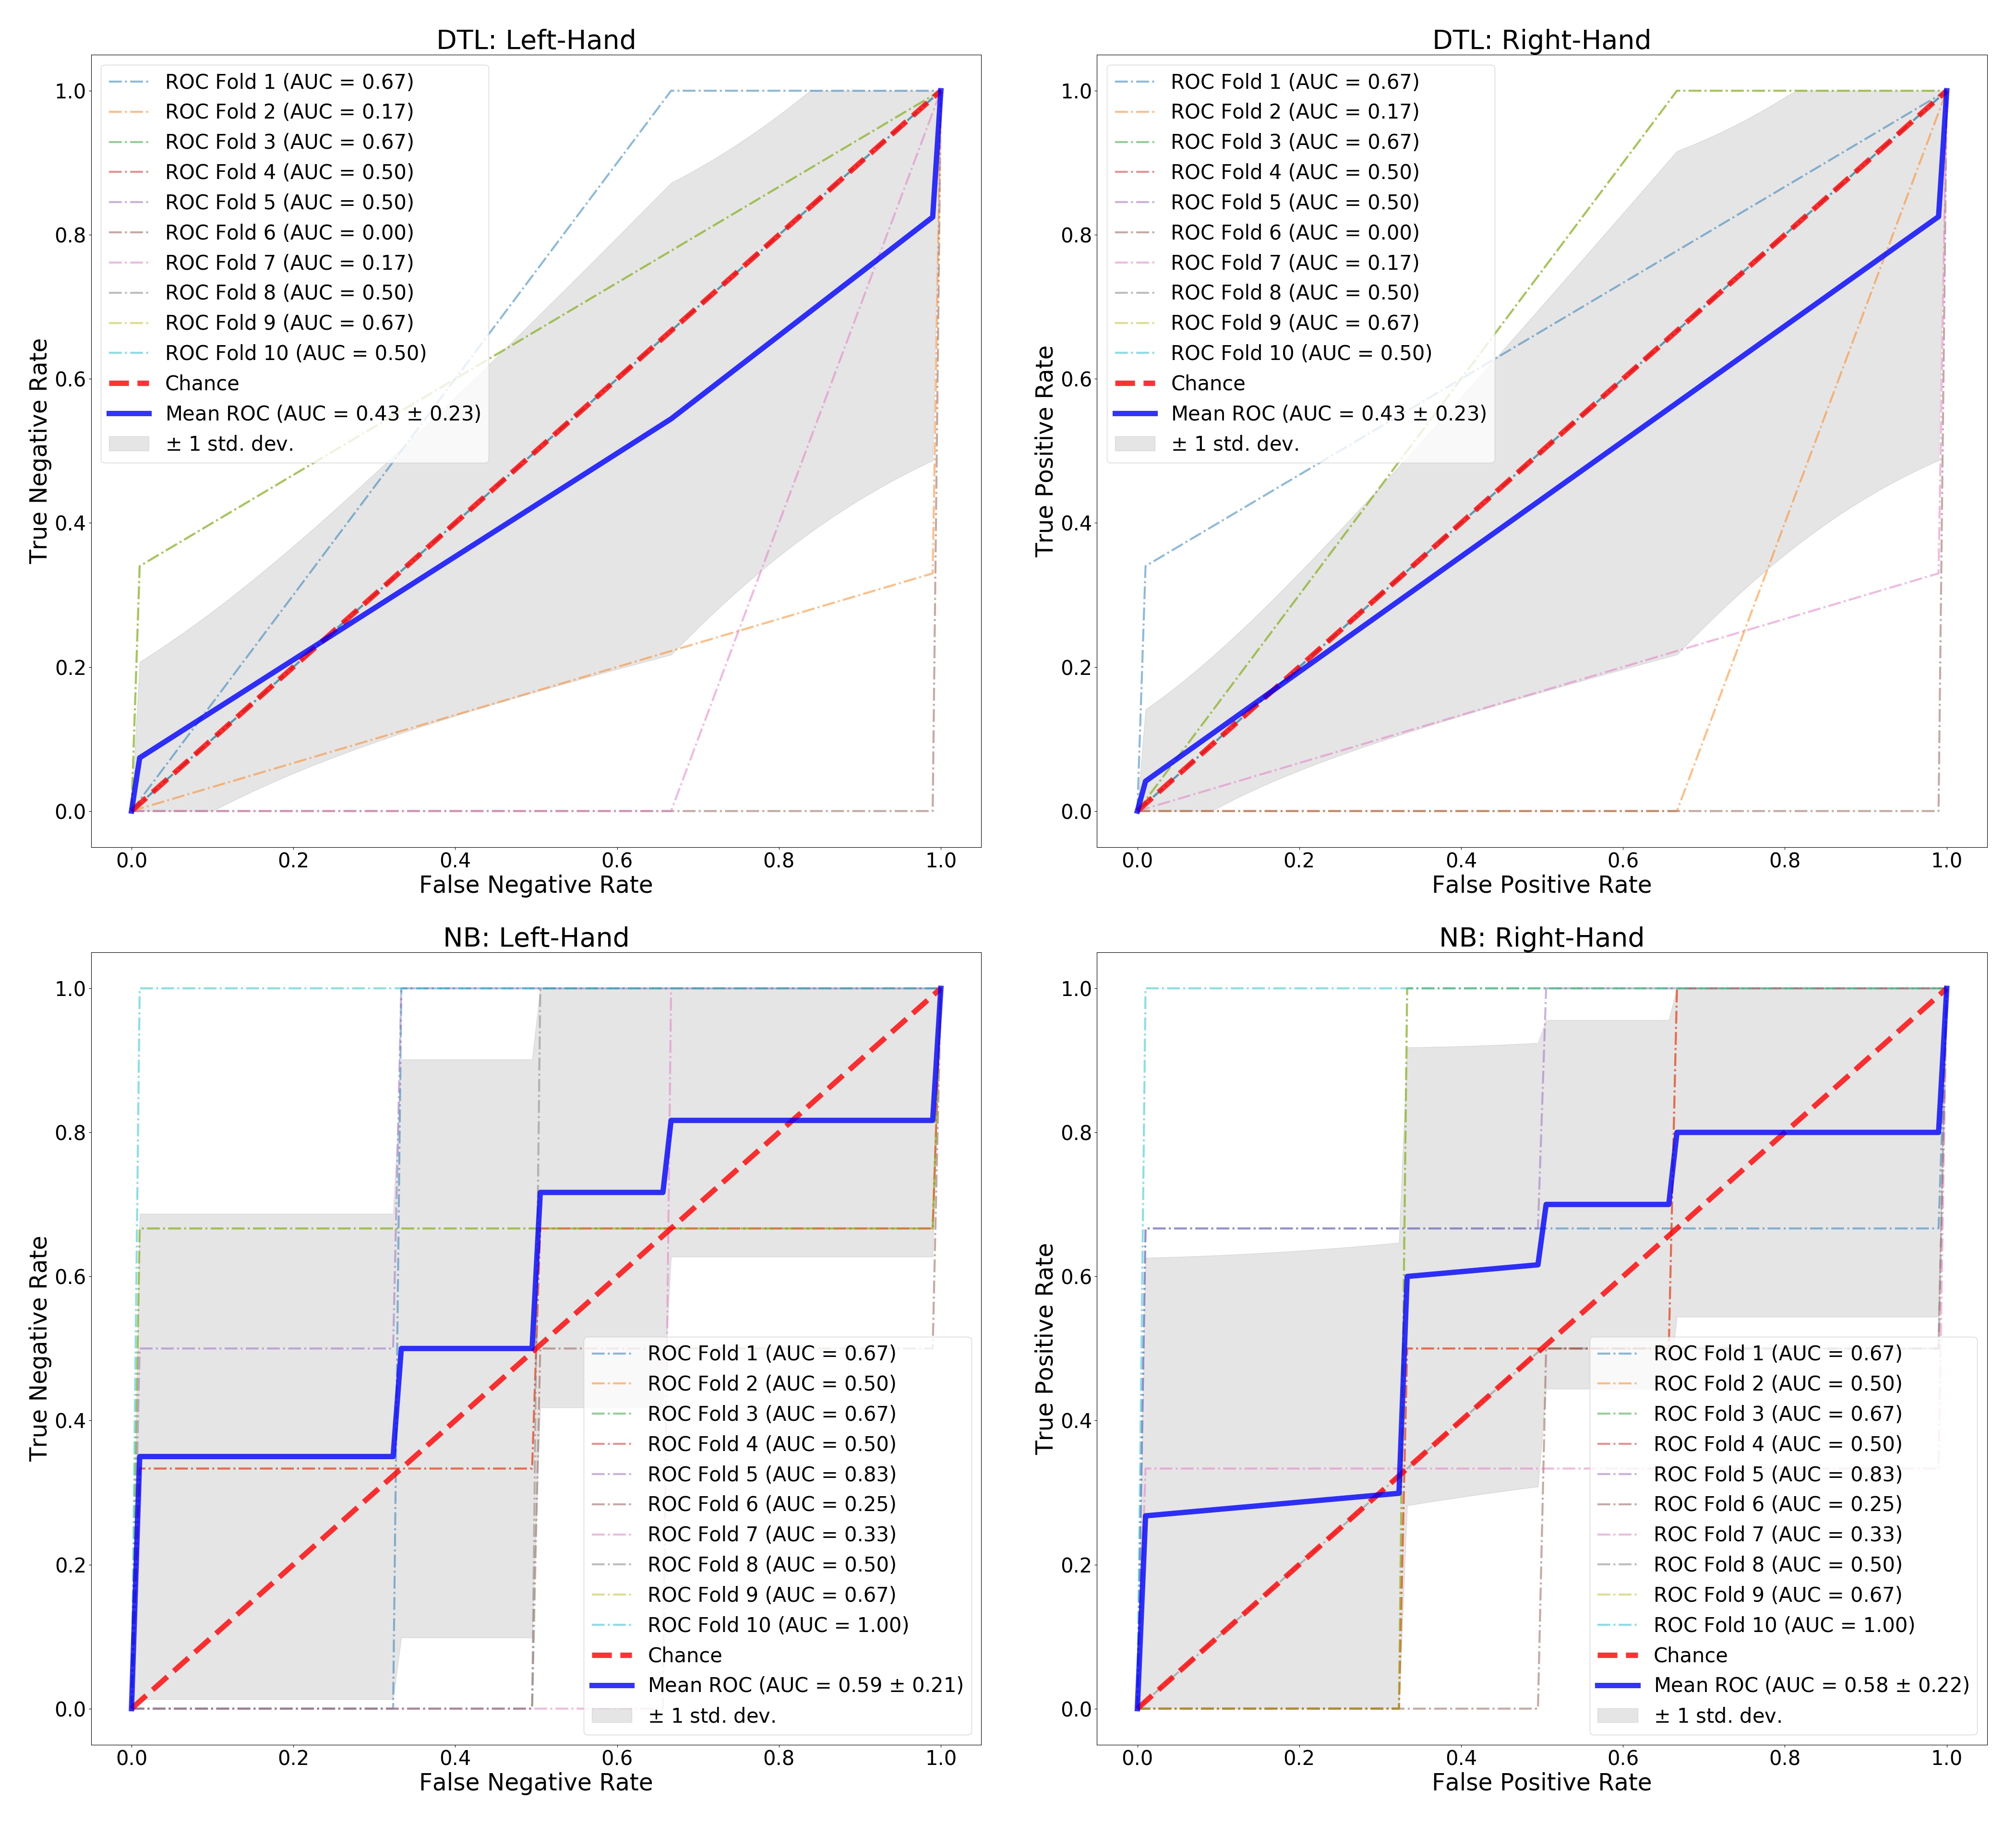 DTL: Left-Hand
True Negative Rate
1.0
0.8
0.6
0.4
0.2
0.0
ROC Fold 1 (AUC = 0.67)
ROC Fold 2 (AUC = 0.17)
ROC Fold 3 (AUC = 0.67)
ROC Fold 4 (AUC = 0.50)
ROC Fold 5 (AUC = 0.50)
ROC Fold 6 (AUC = 0.00)
ROC Fold 7 (AUC = 0.17)
ROC Fold 8 (AUC = 0.50)
ROC Fold 9 (AUC = 0.67)
ROC Fold 10 (AUC = 0.50)
Chance
Mean ROC (AUC = 0.43 ± 0.23)
± 1 std. dev.
0.0 0.2 0.4 0.6 0.8 1.0
False Negative Rate
DTL: Right-Hand
True Positive Rate
1.0
0.8
0.6
0.4
0.2
0.0
ROC Fold 1 (AUC = 0.67)
ROC Fold 2 (AUC = 0.17)
ROC Fold 3 (AUC = 0.67)
ROC Fold 4 (AUC = 0.50)
ROC Fold 5 (AUC = 0.50)
ROC Fold 6 (AUC = 0.00)
ROC Fold 7 (AUC = 0.17)
ROC Fold 8 (AUC = 0.50)
ROC Fold 9 (AUC = 0.67)
ROC Fold 10 (AUC = 0.50)
Chance
Mean ROC (AUC = 0.43 ± 0.23)
± 1 std. dev.
0.0 0.2 0.4 0.6 0.8 1.0
False Positive Rate
NB: Left-Hand
True Negative Rate
1.0
0.8
0.6
0.4
0.2
0.0
ROC Fold 1 (AUC = 0.67)
ROC Fold 2 (AUC = 0.50)
ROC Fold 3 (AUC = 0.67)
ROC Fold 4 (AUC = 0.50)
ROC Fold 5 (AUC = 0.83)
ROC Fold 6 (AUC = 0.25)
ROC Fold 7 (AUC = 0.33)
ROC Fold 8 (AUC = 0.50)
ROC Fold 9 (AUC = 0.67)
ROC Fold 10 (AUC = 1.00)
Chance
Mean ROC (AUC = 0.59 ± 0.21)
± 1 std. dev.
0.0 0.2 0.4 0.6 0.8 1.0
False Negative Rate
NB: Right-Hand
True Positive Rate
1.0
0.8
0.6
0.4
0.2
0.0
ROC Fold 1 (AUC = 0.67)
ROC Fold 2 (AUC = 0.50)
ROC Fold 3 (AUC = 0.67)
ROC Fold 4 (AUC = 0.50)
ROC Fold 5 (AUC = 0.83)
ROC Fold 6 (AUC = 0.25)
ROC Fold 7 (AUC = 0.33)
ROC Fold 8 (AUC = 0.50)
ROC Fold 9 (AUC = 0.67)
ROC Fold 10 (AUC = 1.00)
Chance
Mean ROC (AUC = 0.58 ± 0.22)
± 1 std. dev.
0.0 0.2 0.4 0.6 0.8 1.0
False Positive Rate